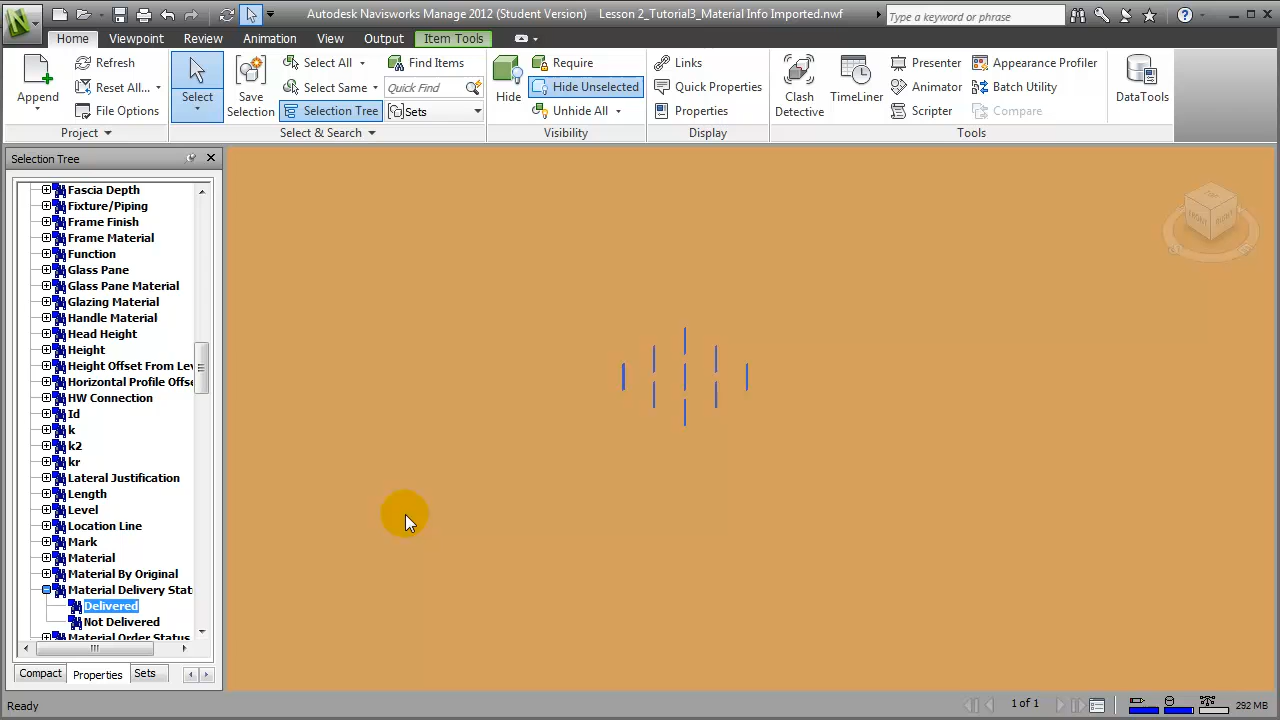 Autodesk Navisworks Manage 2012 (Student Version) Lesson 2_Tutorial3_Material Info Imported.nwf
Type a keyword or phrase
Home Viewpoint Review Animation View Output Item Tools
Append
Refresh
Reset All...
File Options
Project
Select
Save Selection
Select All
Select Same
Selection Tree
Find Items
Quick Find
Sets
Select & Search
Hide
Require
Hide Unselected
Unhide All
Visibility
Links
Quick Properties
Properties
Display
Clash Detective
TimeLiner
Presenter
Animator
Scripter
Appearance Profiler
Batch Utility
Compare
Tools
DataTools
Selection Tree
Fascia Depth
Fixture/Piping
Frame Finish
Frame Material
Function
Glass Pane
Glass Pane Material
Glazing Material
Handle Material
Head Height
Height
Height Offset From Lev
Horizontal Profile Offse
HW Connection
Id
k
k2
kr
Lateral Justification
Length
Level
Location Line
Mark
Material
Material By Original
Material Delivery Stat
Delivered
Not Delivered
Material Order Status
Compact Properties Sets
TOP
FRONT RIGHT
Ready
1 of 1
292 MB